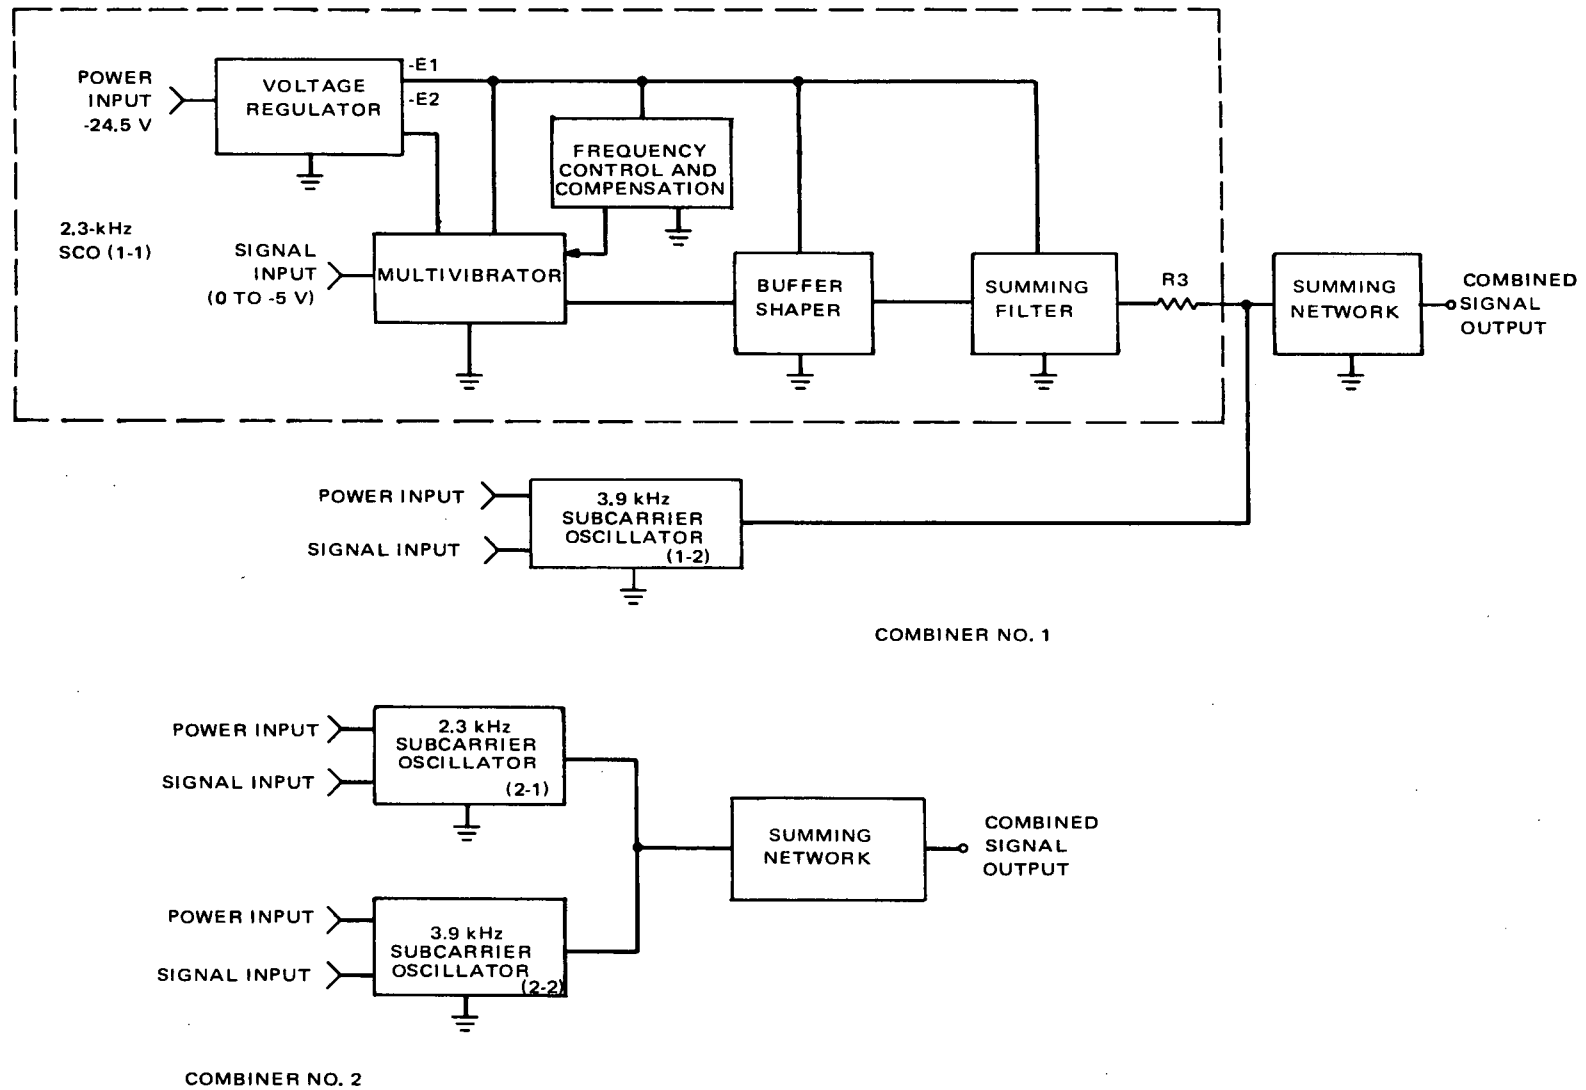 POWER
INPUT
-24.5 V
VOLTAGE
REGULATOR
-E1
-E2
FREQUENCY
CONTROL AND
COMPENSATION
2.3-kHz
SCO (1-1)
SIGNAL
INPUT
(0 TO -5 V)
MULTIVIBRATOR
BUFFER
SHAPER
SUMMING
FILTER
R3
SUMMING
NETWORK
COMBINED
SIGNAL
OUTPUT
POWER INPUT
SIGNAL INPUT
3.9 kHz
SUBCARRIER
OSCILLATOR
(1-2)
COMBINER NO. 1
POWER INPUT
SIGNAL INPUT
2.3 kHz
SUBCARRIER
OSCILLATOR
(2-1)
SUMMING
NETWORK
COMBINED
SIGNAL
OUTPUT
POWER INPUT
SIGNAL INPUT
3.9 kHz
SUBCARRIER
OSCILLATOR
(2-2)
COMBINER NO. 2